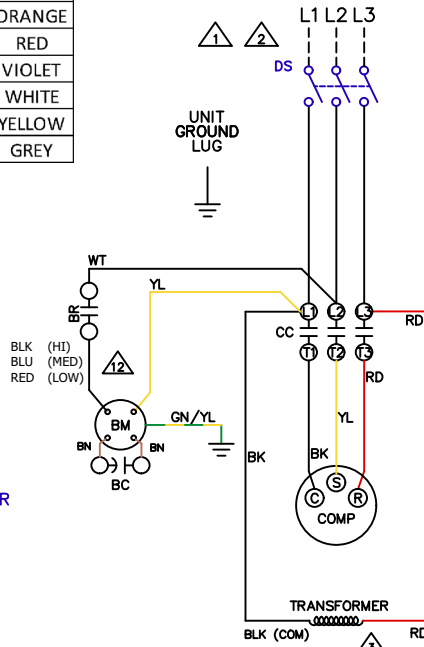 ORANGE
RED
VIOLET
WHITE
YELLOW
GREY
L1 L2 L3
1 2
DS
UNIT
GROUND
LUG
WT
YL
BR
L1 L2 L3
RD
CC
T1 T2 T3
BLK (HI)
BLU (MED)
RED (LOW)
12
RD
BM
GN/YL
YL
BN BN
BK
BK
BC
S
C R
COMP
R
TRANSFORMER
BLK (COM)
RD
3